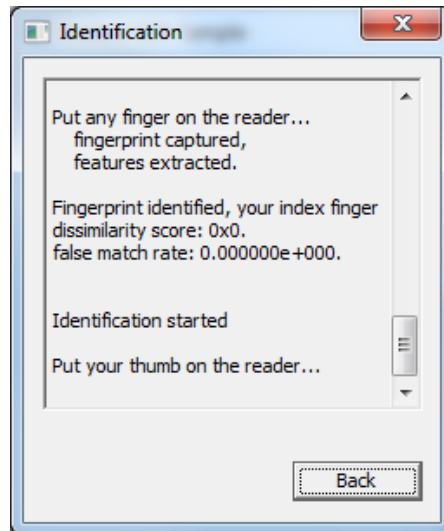 Identification
Put any finger on the reader...
fingerprint captured,
features extracted.
Fingerprint identified, your index finger
dissimilarity score: 0x0.
false match rate: 0.000000e+000.
Identification started
Put your thumb on the reader...
Back